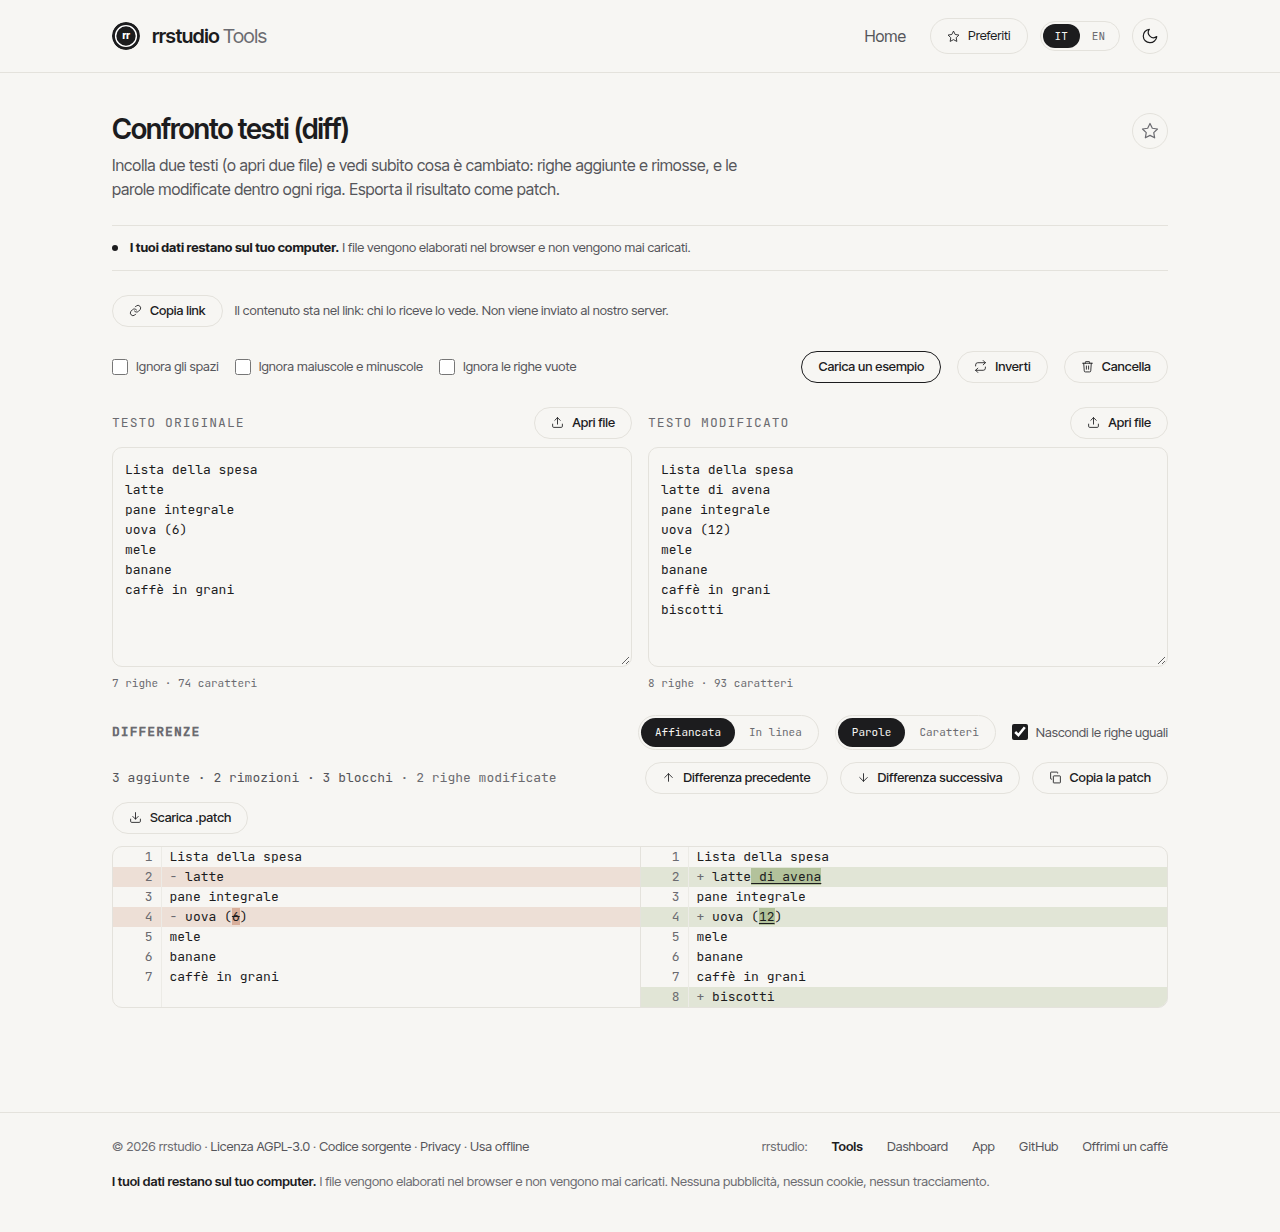 rr rrstudio Tools
Home
Preferiti
IT EN
Confronto testi (diff)
Incolla due testi (o apri due file) e vedi subito cosa è cambiato: righe aggiunte e rimosse, e le
parole modificate dentro ogni riga. Esporta il risultato come patch.
I tuoi dati restano sul tuo computer. I file vengono elaborati nel browser e non vengono mai caricati.
Copia link
Il contenuto sta nel link: chi lo riceve lo vede. Non viene inviato al nostro server.
Ignora gli spazi
Ignora maiuscole e minuscole
Ignora le righe vuote
Carica un esempio
Inverti
Cancella
TESTO ORIGINALE
Apri file
Lista della spesa
latte
pane integrale
uova (6)
mele
banane
caffè in grani
7 righe · 74 caratteri
TESTO MODIFICATO
Apri file
Lista della spesa
latte di avena
pane integrale
uova (12)
mele
banane
caffè in grani
biscotti
8 righe · 93 caratteri
DIFFERENZE
Affiancata In linea
Parole Caratteri
Nascondi le righe uguali
3 aggiunte · 2 rimozioni · 3 blocchi · 2 righe modificate
Differenza precedente
Differenza successiva
Copia la patch
Scarica .patch
1 Lista della spesa
2 - latte
3 pane integrale
4 - uova (6)
5 mele
6 banane
7 caffè in grani
1 Lista della spesa
2 + latte di avena
3 pane integrale
4 + uova (12)
5 mele
6 banane
7 caffè in grani
8 + biscotti
© 2026 rrstudio · Licenza AGPL-3.0 · Codice sorgente · Privacy · Usa offline
rrstudio: Tools Dashboard App GitHub Offrimi un caffè
I tuoi dati restano sul tuo computer. I file vengono elaborati nel browser e non vengono mai caricati. Nessuna pubblicità, nessun cookie, nessun tracciamento.